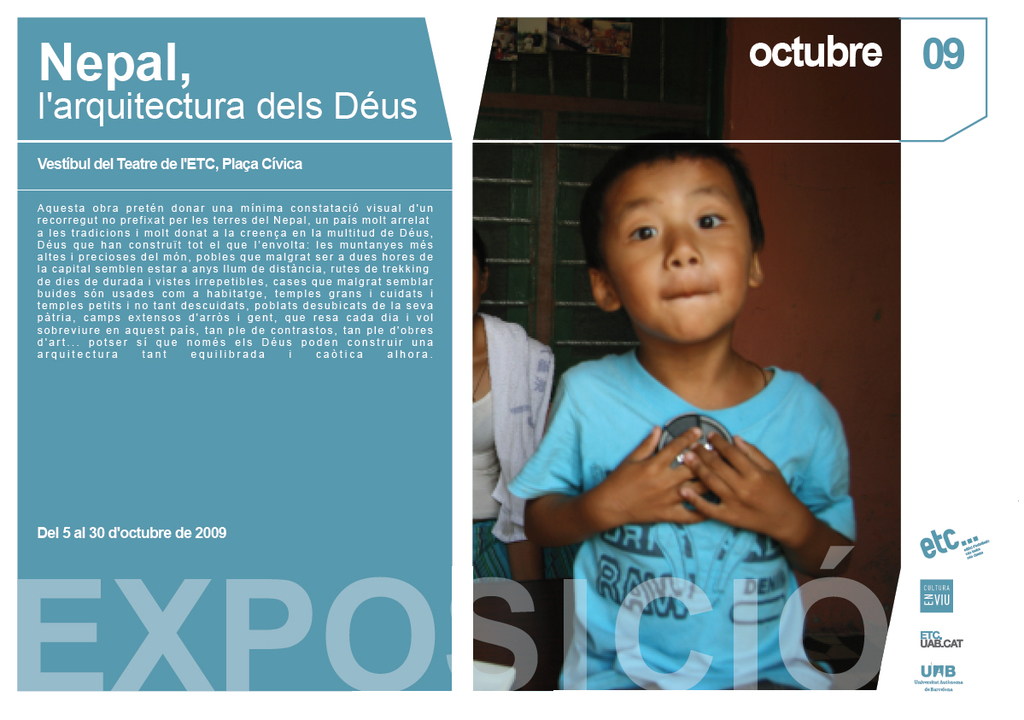 Nepal,
l'arquitectura dels Déus
octubre
09
Vestíbul del Teatre de l'ETC, Plaça Cívica
Aquesta obra pretén donar una mínima constatació visual d'un
recorregut no prefixat per les terres del Nepal, un país molt arrelat
a les tradicions i molt donat a la creença en la multitud de Déus,
Déus que han construït tot el que l'envolta: les muntanyes més
altes i precioses del món, pobles que malgrat ser a dues hores de
la capital semblen estar a anys llum de distància, rutes de trekking
de dies de durada i vistes irrepetibles, cases que malgrat semblar
buides són usades com a habitatge, temples grans i cuidats i
temples petits i no tant descuidats, poblats desubicats de la seva
pàtria, camps extensos d'arròs i gent, que resa cada dia i vol
sobreviure en aquest país, tan ple de contrastos, tan ple d'obres
d'art... potser sí que només els Déus poden construir una
arquitectura tant equilibrada i caòtica alhora.
Del 5 al 30 d'octubre de 2009
EXPOSICIÓ
etc...
CULTURA
EN VIU
ETC.
UAB.CAT
UAB
Universitat Autònoma
de Barcelona